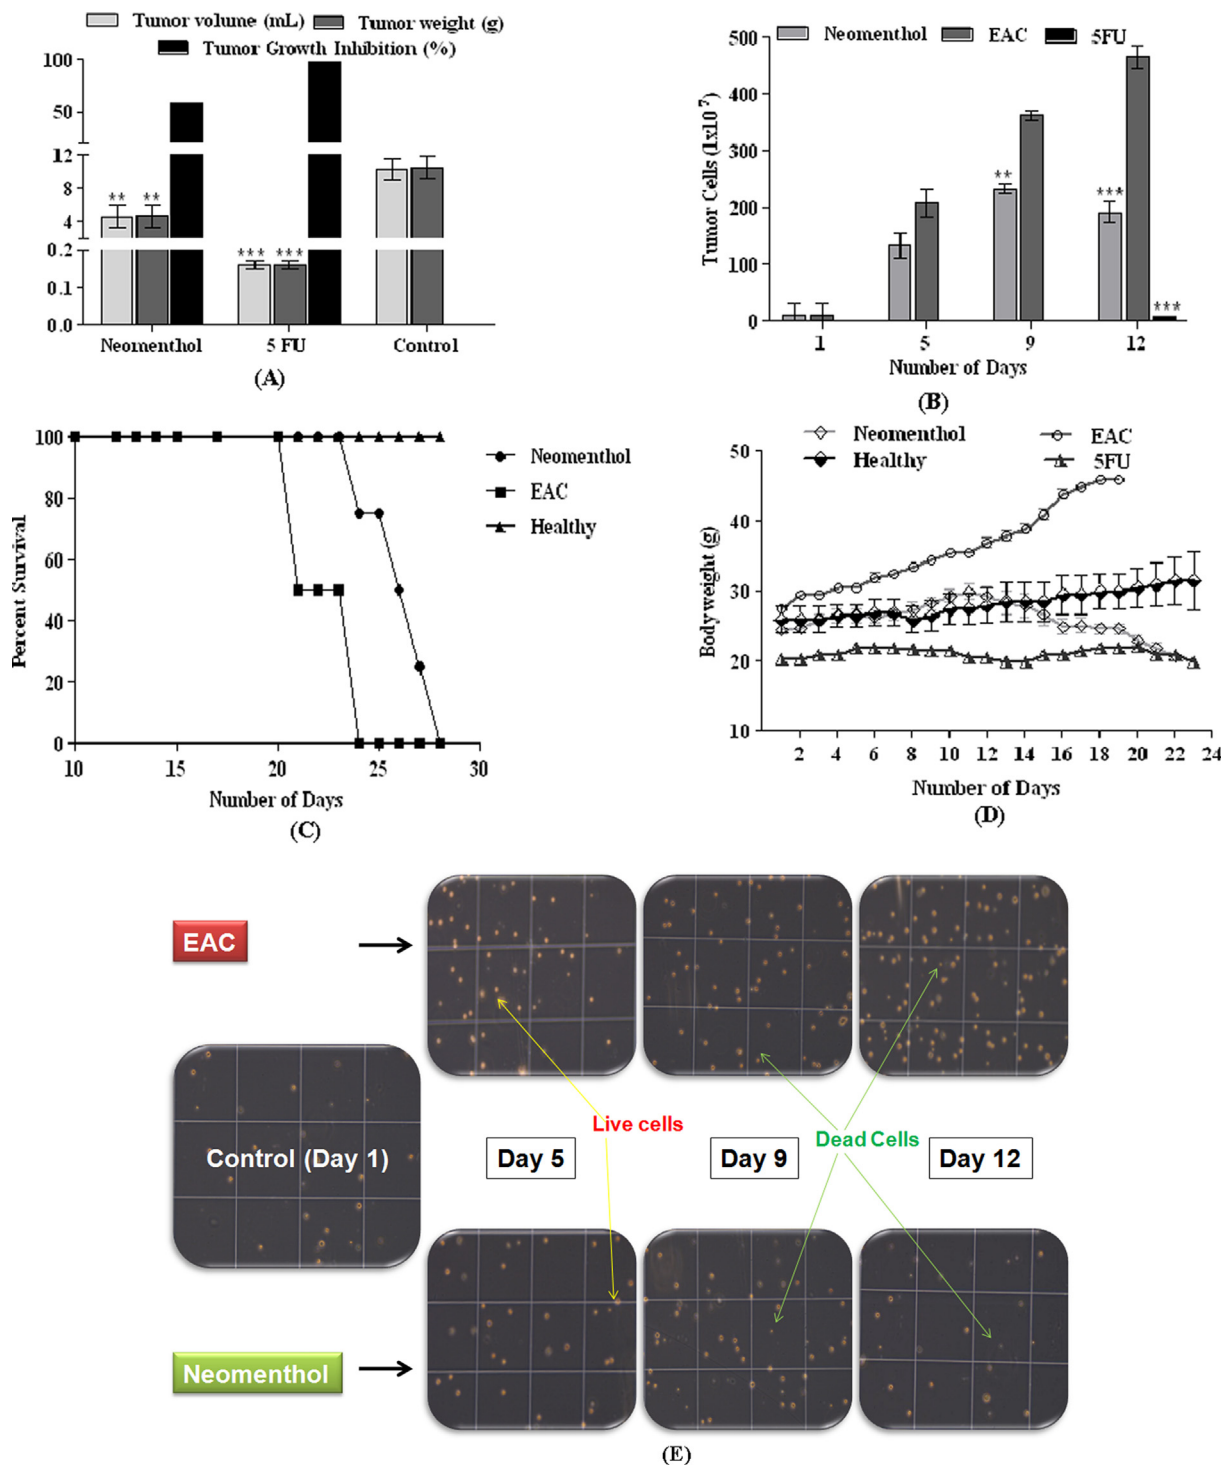 Tumor volume (mL) Tumor weight (g)
Tumor Growth Inhibition (%)
100
50
12
8
4
0.2
0.1
0.0
** **
*** ***
Neomenthol 5 FU Control
(A)
Neomenthol EAC 5FU
Tumor Cells (1x10⁷)
500
400
300
200
100
0
**
***
***
1 5 9 12
Number of Days
(B)
Percent Survival
100
80
60
40
20
0
10 15 20 25 30
Number of Days
Neomenthol
EAC
Healthy
(C)
Neomenthol EAC
Healthy 5FU
Body weight (g)
50
40
30
20
10
2 4 6 8 10 12 14 16 18 20 22 24
Number of Days
(D)
EAC
Control (Day 1)
Live cells
Dead Cells
Day 5 Day 9 Day 12
Neomenthol
(E)